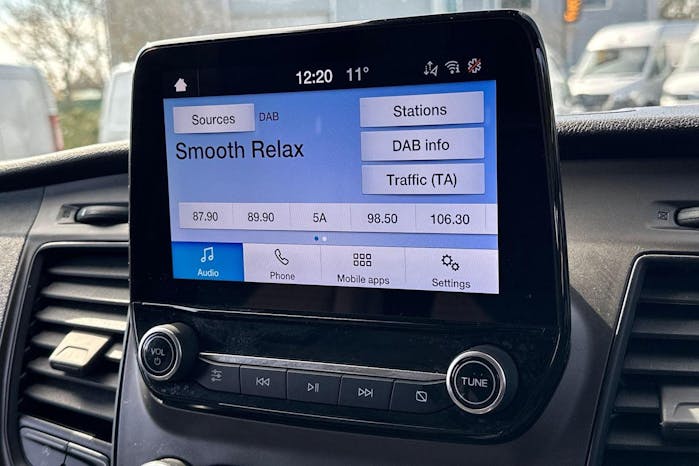 12:20 11°
Sources DAB
Stations
Smooth Relax
DAB info
Traffic (TA)
87.90 89.90 5A 98.50 106.30
Audio Phone Mobile apps Settings
VOL
TUNE